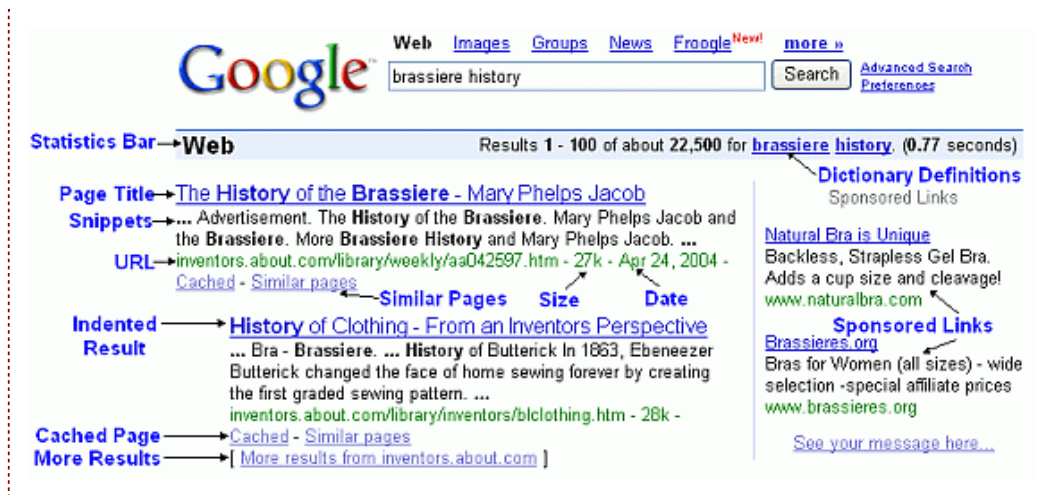 Web Images Groups News Froogle New! more »
Google™
brassiere history Search Advanced Search
Preferences
Statistics Bar Web Results 1 - 100 of about 22,500 for brassiere history. (0.77 seconds)
Dictionary Definitions
Sponsored Links
Page Title The History of the Brassiere - Mary Phelps Jacob
Snippets ... Advertisement. The History of the Brassiere. Mary Phelps Jacob and
the Brassiere. More Brassiere History and Mary Phelps Jacob. ...
URL inventors.about.com/library/weekly/aa042597.htm - 27k - Apr 24, 2004 -
Cached - Similar pages
Similar Pages Size Date
Indented
Result
History of Clothing - From an Inventors Perspective
... Bra - Brassiere. ... History of Butterick In 1863, Ebeneezer
Butterick changed the face of home sewing forever by creating
the first graded sewing pattern. ...
inventors.about.com/library/inventors/blclothing.htm - 28k -
Cached Page Cached - Similar pages
More Results [ More results from inventors.about.com ]
Natural Bra is Unique
Backless, Strapless Gel Bra.
Adds a cup size and cleavage!
www.naturalbra.com
Sponsored Links
Brassieres.org
Bras for Women (all sizes) - wide
selection -special affiliate prices
www.brassieres.org
See your message here...